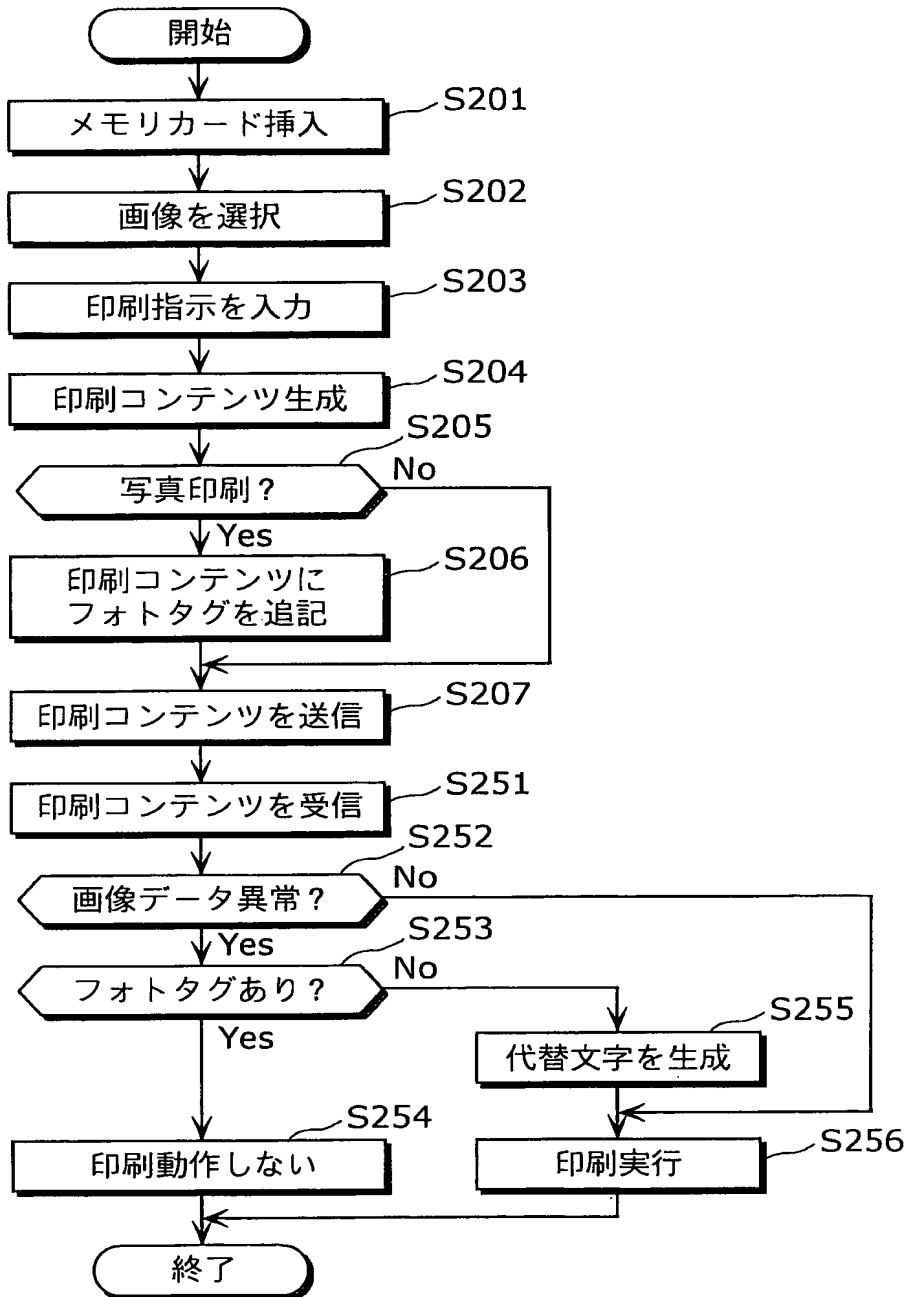 開始
S201
メモリカード挿入
S202
画像を選択
S203
印刷指示を入力
S204
印刷コンテンツ生成
S205
写真印刷？
No
Yes
S206
印刷コンテンツに
フォトタグを追記
S207
印刷コンテンツを送信
S251
印刷コンテンツを受信
S252
画像データ異常？
No
Yes
S253
フォトタグあり？
No
Yes
S255
代替文字を生成
S254
印刷動作しない
S256
印刷実行
終了